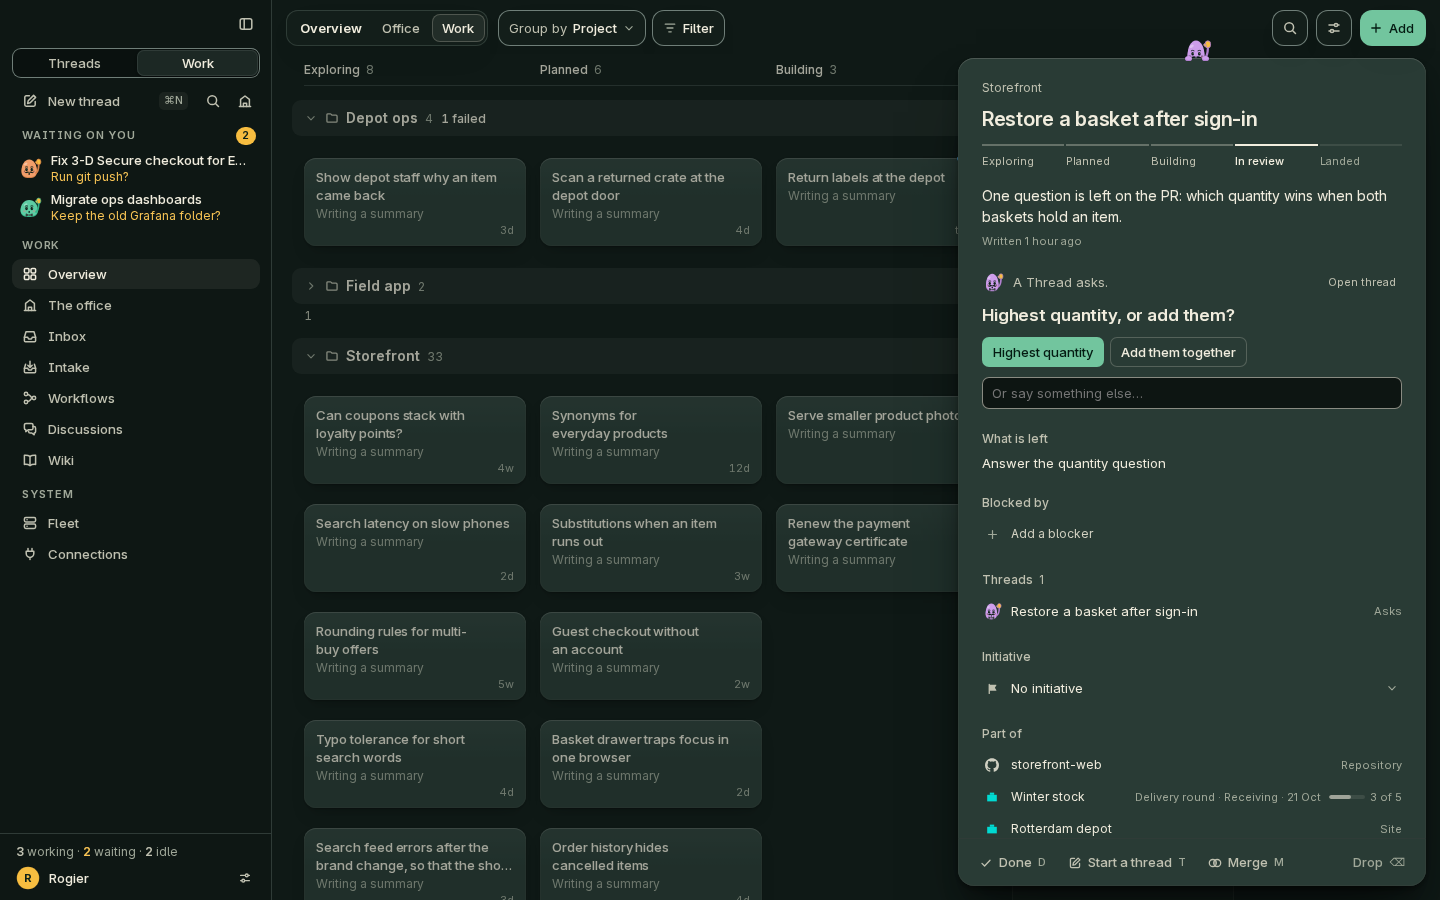 Threads
Work
New thread
⌘N
WAITING ON YOU
2
Fix 3-D Secure checkout for E…
Run git push?
Migrate ops dashboards
Keep the old Grafana folder?
WORK
Overview
The office
Inbox
Intake
Workflows
Discussions
Wiki
SYSTEM
Fleet
Connections
3 working · 2 waiting · 2 idle
R
Rogier
Overview
Office
Work
Group by Project
Filter
Add
Exploring 8
Planned 6
Building 3
Depot ops 4 1 failed
Show depot staff why an item
came back
Writing a summary
3d
Scan a returned crate at the
depot door
Writing a summary
4d
Return labels at the depot
Writing a summary
Field app 2
1
Storefront 33
Can coupons stack with
loyalty points?
Writing a summary
4w
Synonyms for
everyday products
Writing a summary
12d
Serve smaller product photo
Writing a summary
Search latency on slow phones
Writing a summary
2d
Substitutions when an item
runs out
Writing a summary
3w
Renew the payment
gateway certificate
Writing a summary
Rounding rules for multi-
buy offers
Writing a summary
5w
Guest checkout without
an account
Writing a summary
2w
Typo tolerance for short
search words
Writing a summary
4d
Basket drawer traps focus in
one browser
Writing a summary
2d
Search feed errors after the
brand change, so that the sho…
Writing a summary
Order history hides
cancelled items
Writing a summary
Storefront
Restore a basket after sign-in
Exploring
Planned
Building
In review
Landed
One question is left on the PR: which quantity wins when both
baskets hold an item.
Written 1 hour ago
A Thread asks.
Open thread
Highest quantity, or add them?
Highest quantity
Add them together
Or say something else…
What is left
Answer the quantity question
Blocked by
Add a blocker
Threads 1
Restore a basket after sign-in
Asks
Initiative
No initiative
Part of
storefront-web
Repository
Winter stock
Delivery round · Receiving · 21 Oct
3 of 5
Rotterdam depot
Site
Done D
Start a thread T
Merge M
Drop ⌫